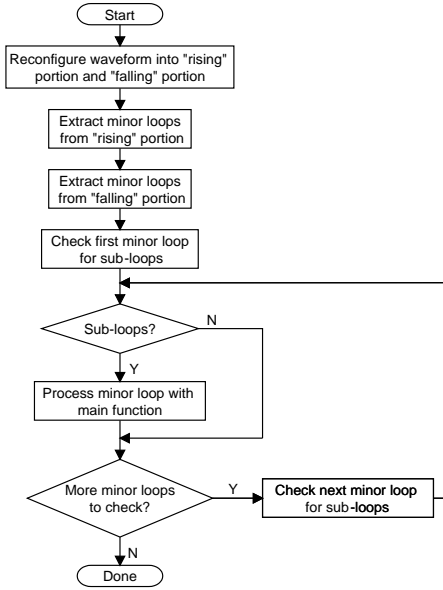 Start
Reconfigure waveform into "rising"
portion and "falling" portion
Extract minor loops
from "rising" portion
Extract minor loops
from "falling" portion
Check first minor loop
for sub-loops
Sub-loops?
N
Y
Process minor loop with
main function
More minor loops
to check?
Y
Check next minor loop
for sub-loops
N
Done